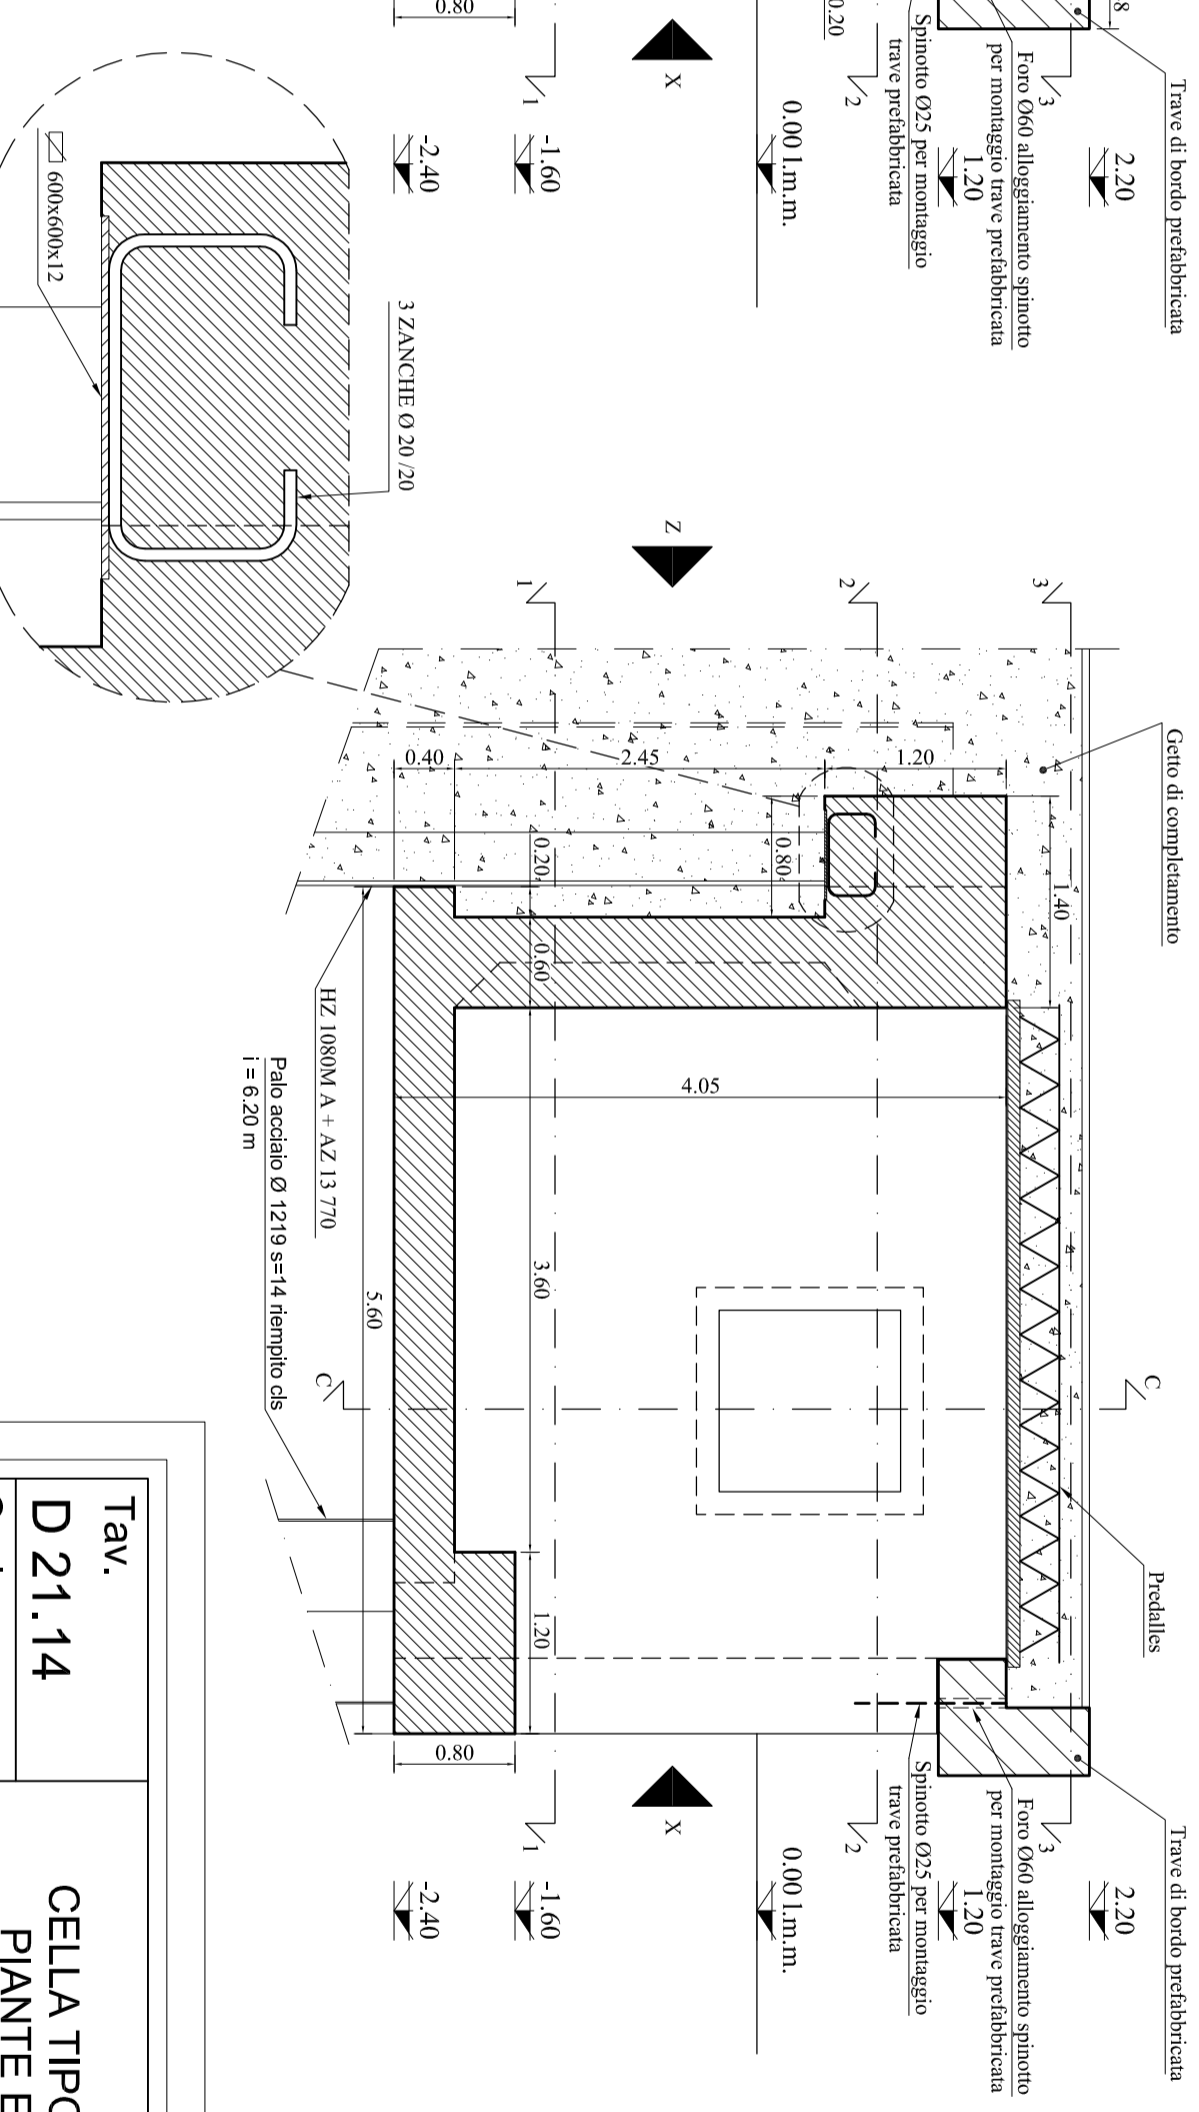 Trave di bordo prefabbricata
Foro Ø60 alloggiamento spinotto
per montaggio trave prefabbricata
Spinotto Ø25 per montaggio
trave prefabbricata
8
0.20
0.80
3
2
1
X
2.20
1.20
0.00 l.m.m.
-1.60
-2.40
3 ZANCHE Ø 20 /20
600x600x12
Z
3
2
1
Getto di completamento
1.20
2.45
0.40
1.40
0.80
0.20
0.60
4.05
3.60
5.60
1.20
0.80
HZ 1080M A + AZ 13 770
Palo acciaio Ø 1219 s=14 riempito cls
i = 6.20 m
C
C
Predalles
Trave di bordo prefabbricata
Foro Ø60 alloggiamento spinotto
per montaggio trave prefabbricata
Spinotto Ø25 per montaggio
trave prefabbricata
3
2
1
X
2.20
1.20
0.00 l.m.m.
-1.60
-2.40
Tav.
D 21.14
CELLA TIPO
PIANTE E